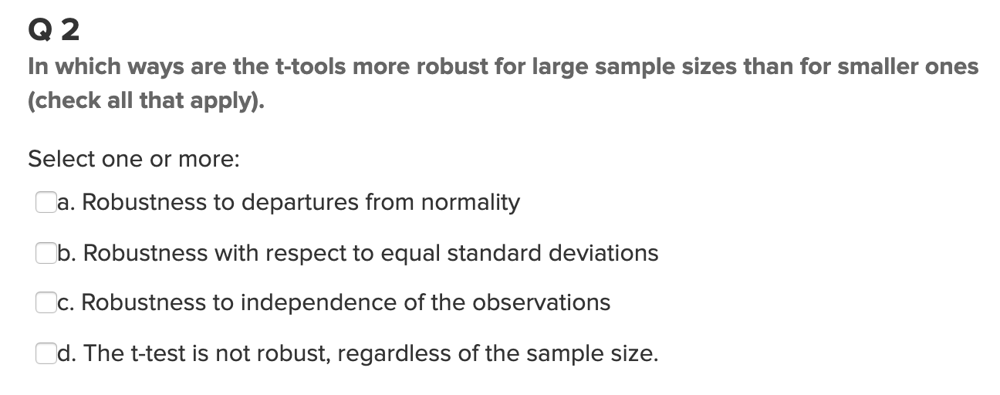 Q 2
In which ways are the t-tools more robust for large sample sizes than for smaller ones
(check all that apply).
Select one or more:
a. Robustness to departures from normality
b. Robustness with respect to equal standard deviations
c. Robustness to independence of the observations
d. The t-test is not robust, regardless of the sample size.